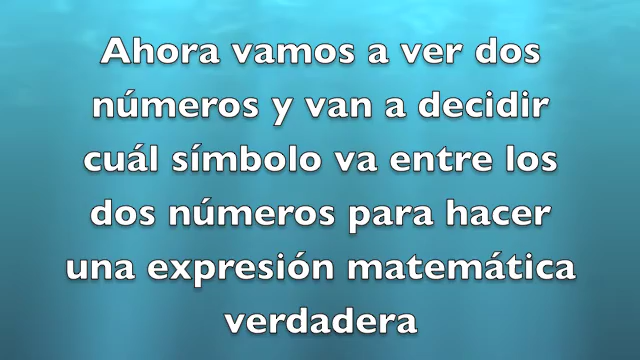 Ahora vamos a ver dos
números y van a decidir
cuál símbolo va entre los
dos números para hacer
una expresión matemática
verdadera